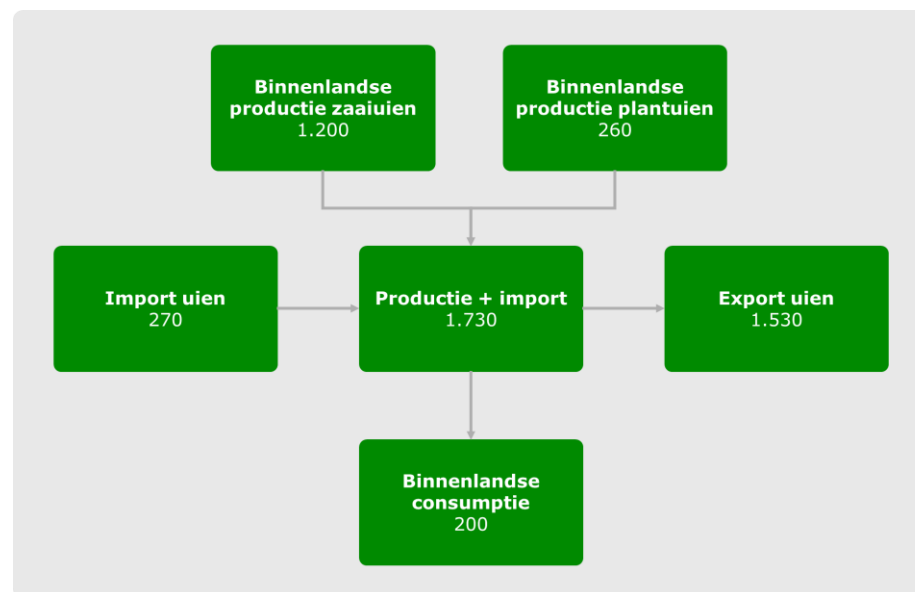 Binnenlandse
productie zaaiuien
1.200
Binnenlandse
productie plantuien
260
Import uien
270
Productie + import
1.730
Export uien
1.530
Binnenlandse
consumptie
200